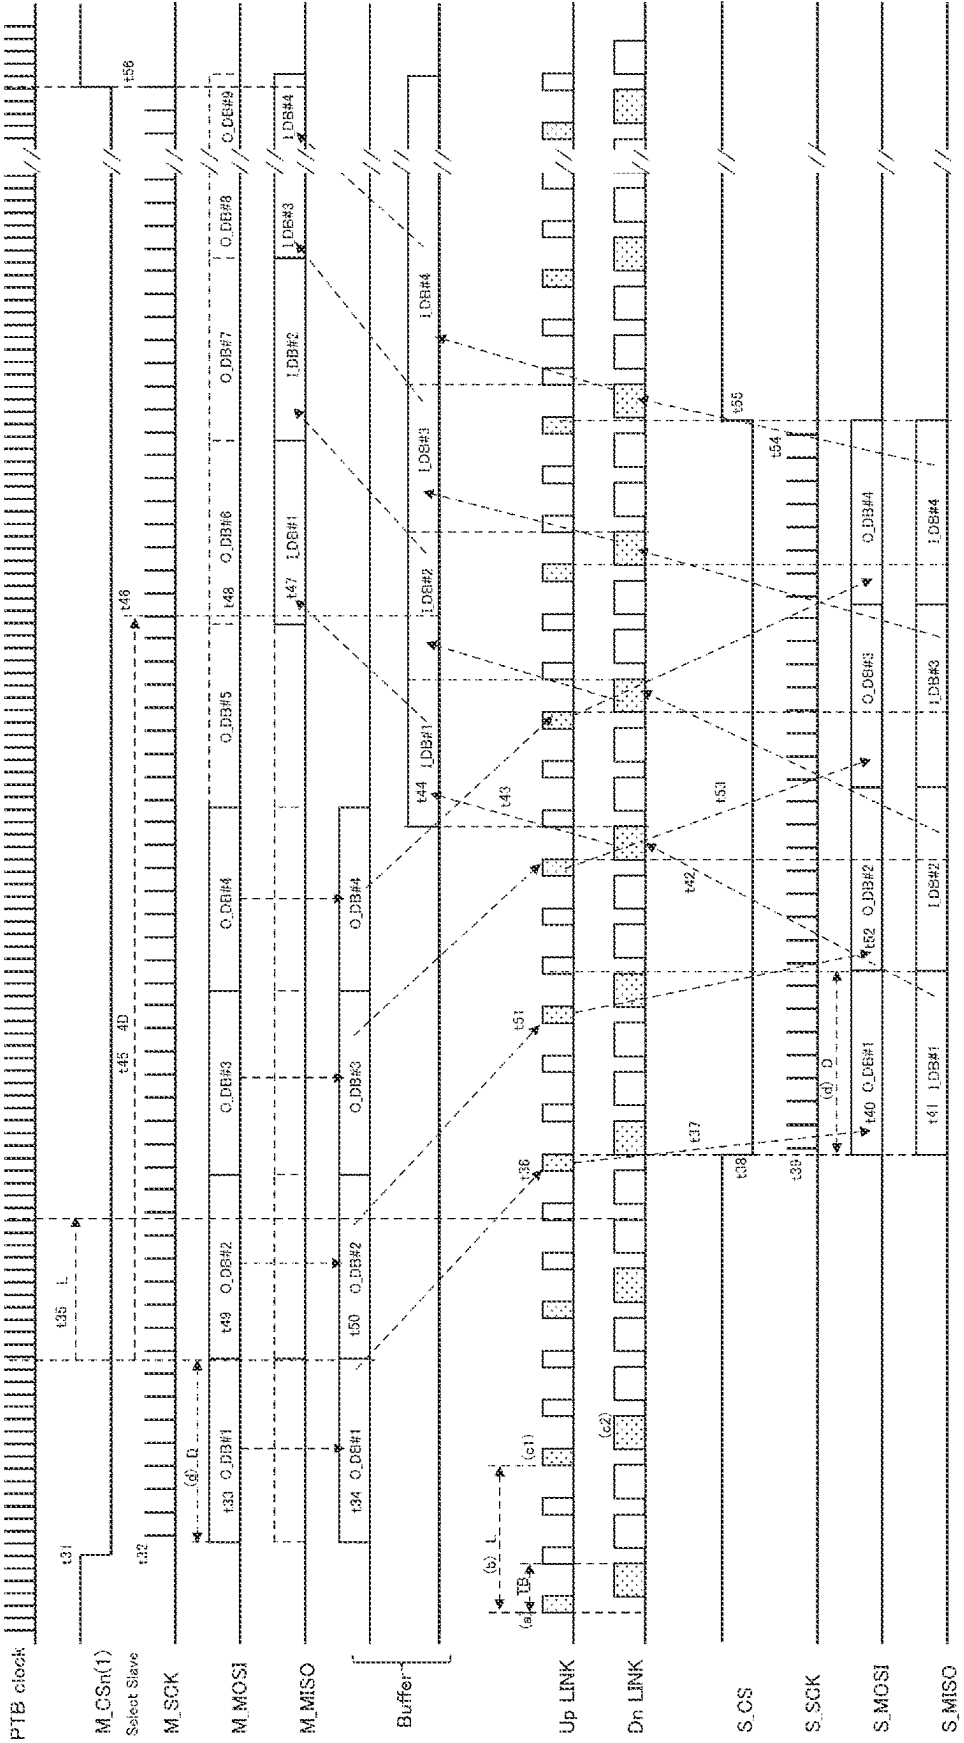 PTB clock
t31
t35 L
t56
M_CSn(1)
Select Slave
t45 4D
t46
M_SCK
t32
(d) D
M_MOSI
t33 O_DB#1
t49 O_DB#2
O_DB#3
O_DB#4
O_DB#5
t48 O_DB#6
O_DB#7
O_DB#8
O_DB#9
M_MISO
t47 I_DB#1
I_DB#2
I_DB#3
I_DB#4
Buffer
t34 O_DB#1
t50 O_DB#2
O_DB#3
O_DB#4
t44 I_DB#1
I_DB#2
I_DB#3
I_DB#4
(a) TB
(b) L
(c1)
t36
t51
t43
Up LINK
(c2)
Dn LINK
t37
t42
t53
S_CS
t38
t55
S_SCK
t39
t54
(d) D
S_MOSI
t40 O_DB#1
t52 O_DB#2
O_DB#3
O_DB#4
S_MISO
t41 I_DB#1
I_DB#2
I_DB#3
I_DB#4